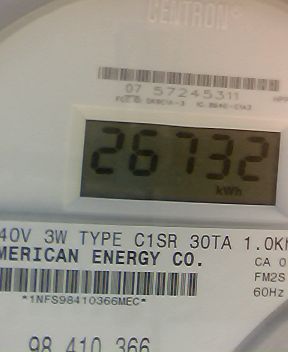 CENTRON®
07 57245311
26732
kWh
40V 3W TYPE C1SR 30TA 1.0Kh
MERICAN ENERGY CO.
CA 0
FM2S
60Hz
*1NFS98410366MEC*
98 410 366